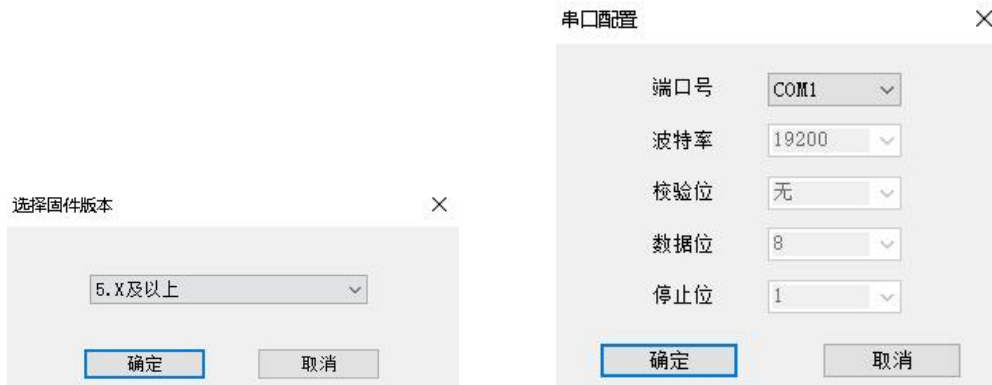 选择固件版本
5.X及以上
确定
取消
串口配置
端口号
COM1
波特率
19200
校验位
无
数据位
8
停止位
1
确定
取消